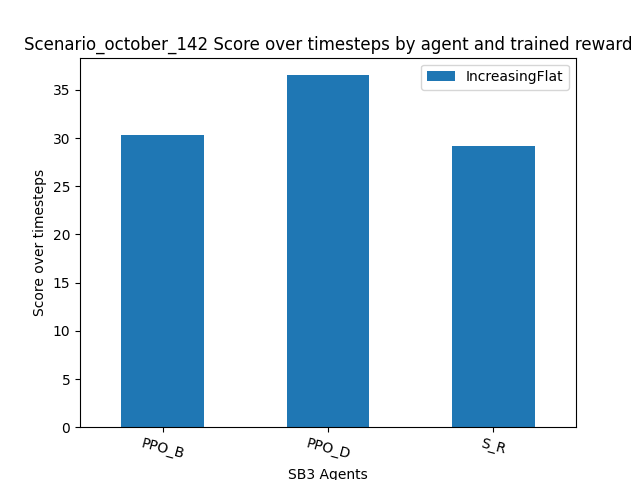 Scenario_october_142 Score over timesteps by agent and trained reward
IncreasingFlat
Score over timesteps
35
30
25
20
15
10
5
0
PPO_B
PPO_D
S_R
SB3 Agents